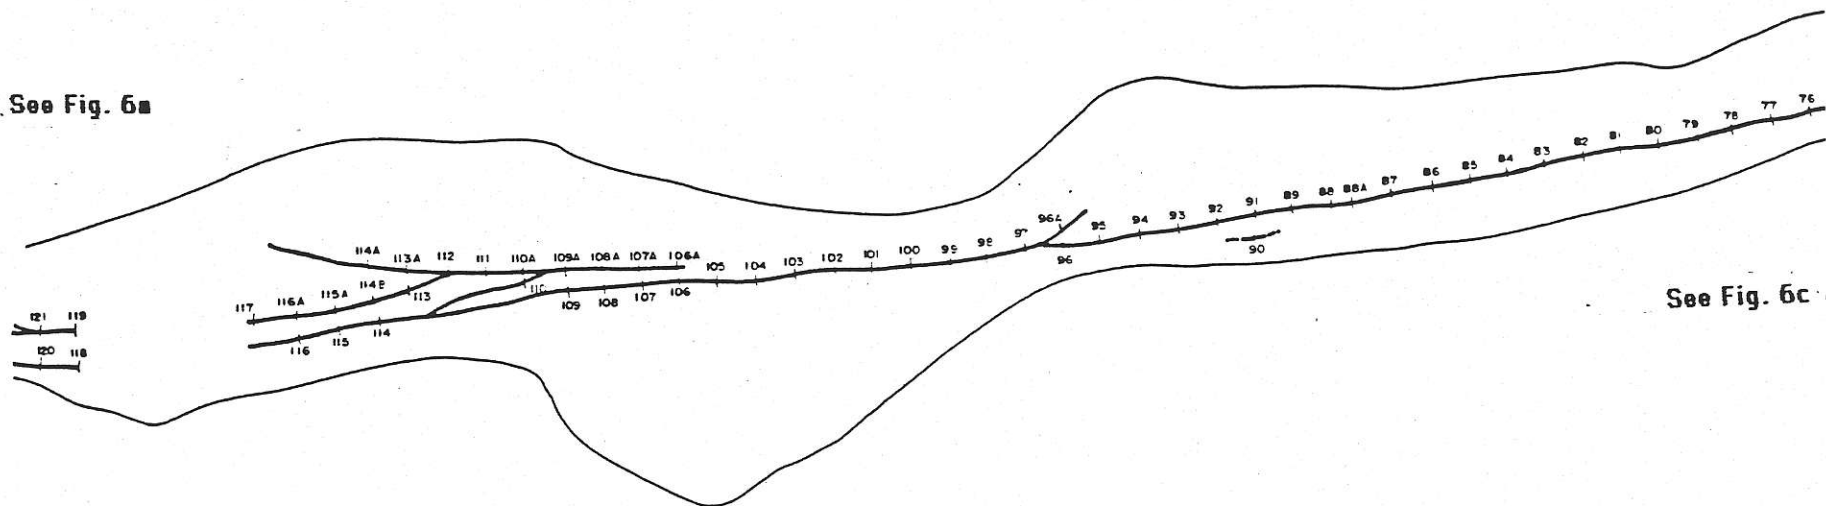 See Fig. 6a
114A 113A 112 111 110A 109A 108A 107A 106A 105 104 103 102 101 100 99 98 97 96A 95 94 93 92 91 89 88 88A 87 86 85 84 83 82 81 80 79 78 77 76
117 116A 115A 114B 113 110 109 108 107 106 96 90
121 119 116 115 114
120 118
See Fig. 6c